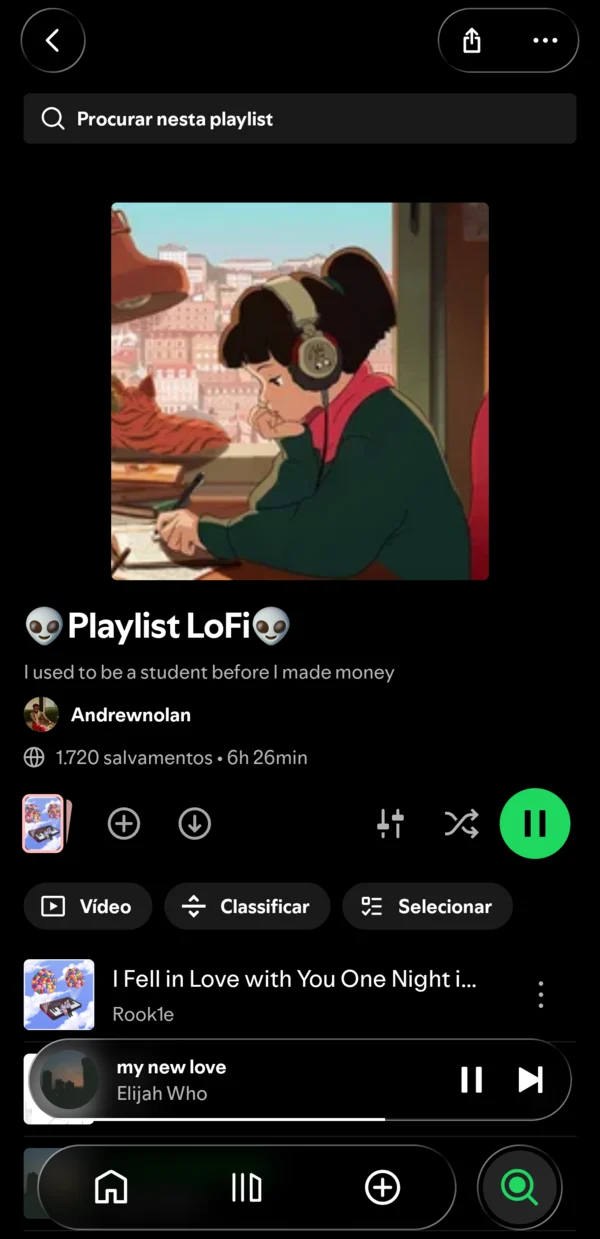 Procurar nesta playlist
👽Playlist LoFi👽
I used to be a student before I made money
Andrewnolan
1.720 salvamentos • 6h 26min
Vídeo
Classificar
Selecionar
I Fell in Love with You One Night i...
Rook1e
my new love
Elijah Who